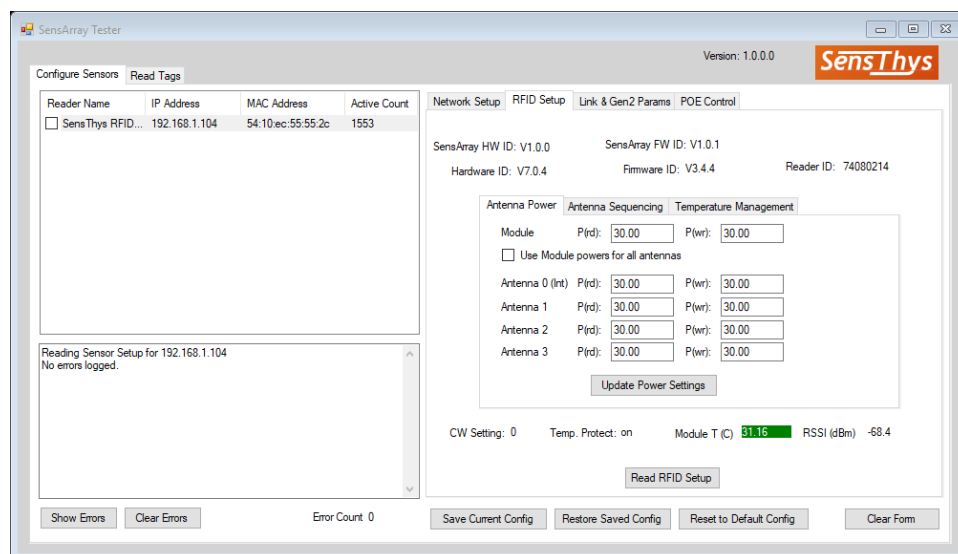 SensArray Tester
Version: 1.0.0.0
SensThys
Configure Sensors Read Tags
Reader Name IP Address MAC Address Active Count
SensThys RFID... 192.168.1.104 54:10:ec:55:55:2c 1553
Reading Sensor Setup for 192.168.1.104
No errors logged.
Show Errors Clear Errors Error Count 0
Network Setup RFID Setup Link & Gen2 Params POE Control
SensArray HW ID: V1.0.0 SensArray FW ID: V1.0.1
Hardware ID: V7.0.4 Firmware ID: V3.4.4 Reader ID: 74080214
Antenna Power Antenna Sequencing Temperature Management
Module P(rd): 30.00 P(wr): 30.00
Use Module powers for all antennas
Antenna 0 (Int) P(rd): 30.00 P(wr): 30.00
Antenna 1 P(rd): 30.00 P(wr): 30.00
Antenna 2 P(rd): 30.00 P(wr): 30.00
Antenna 3 P(rd): 30.00 P(wr): 30.00
Update Power Settings
CW Setting: 0 Temp. Protect: on Module T (C) 31.16 RSSI (dBm) -68.4
Read RFID Setup
Save Current Config Restore Saved Config Reset to Default Config Clear Form